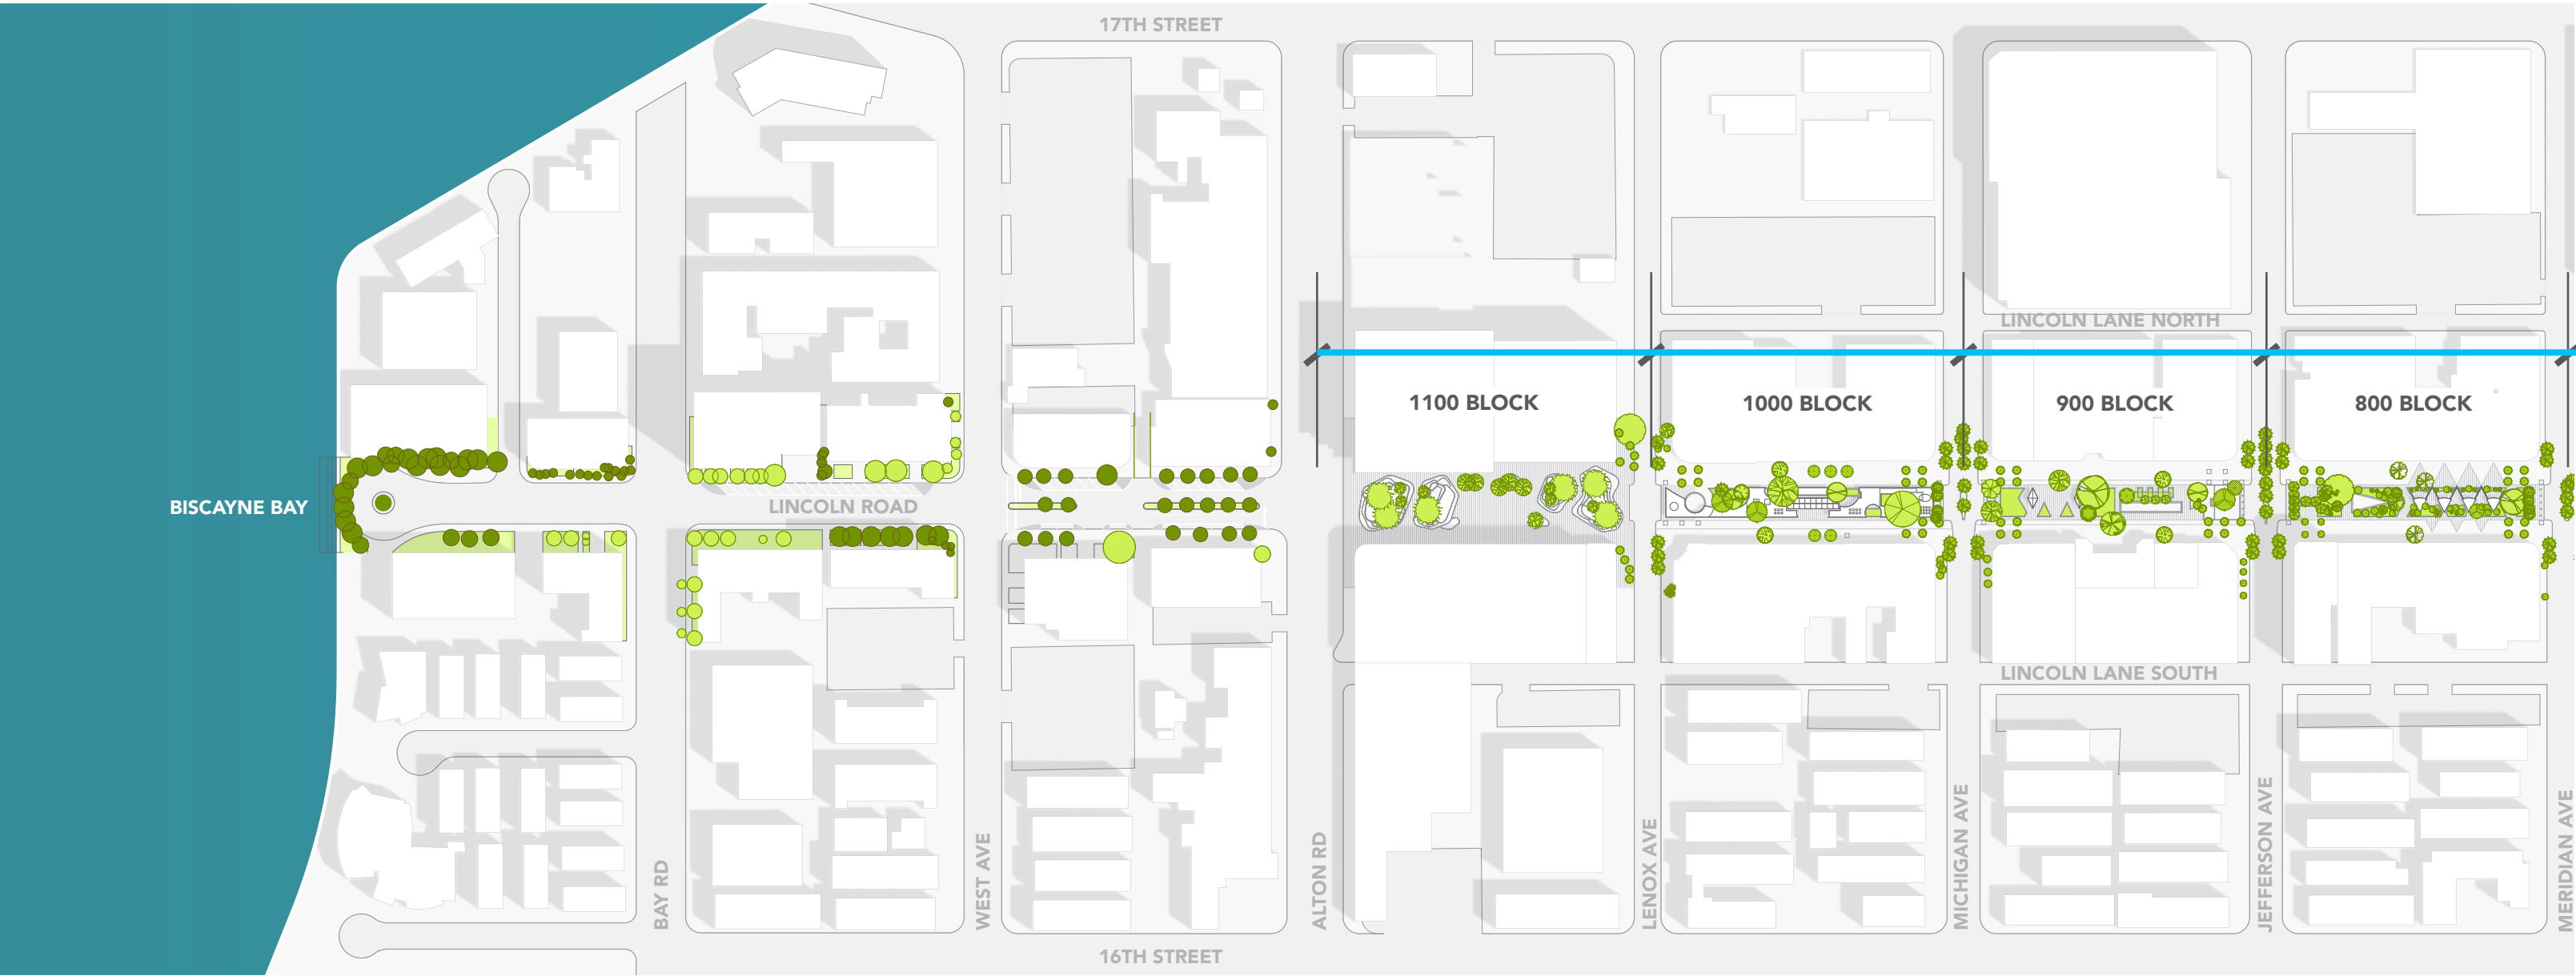 17TH STREET
LINCOLN LANE NORTH
1100 BLOCK
1000 BLOCK
900 BLOCK
800 BLOCK
BISCAYNE BAY
LINCOLN ROAD
LINCOLN LANE SOUTH
BAY RD
WEST AVE
ALTON RD
LENOX AVE
MICHIGAN AVE
JEFFERSON AVE
MERIDIAN AVE
16TH STREET